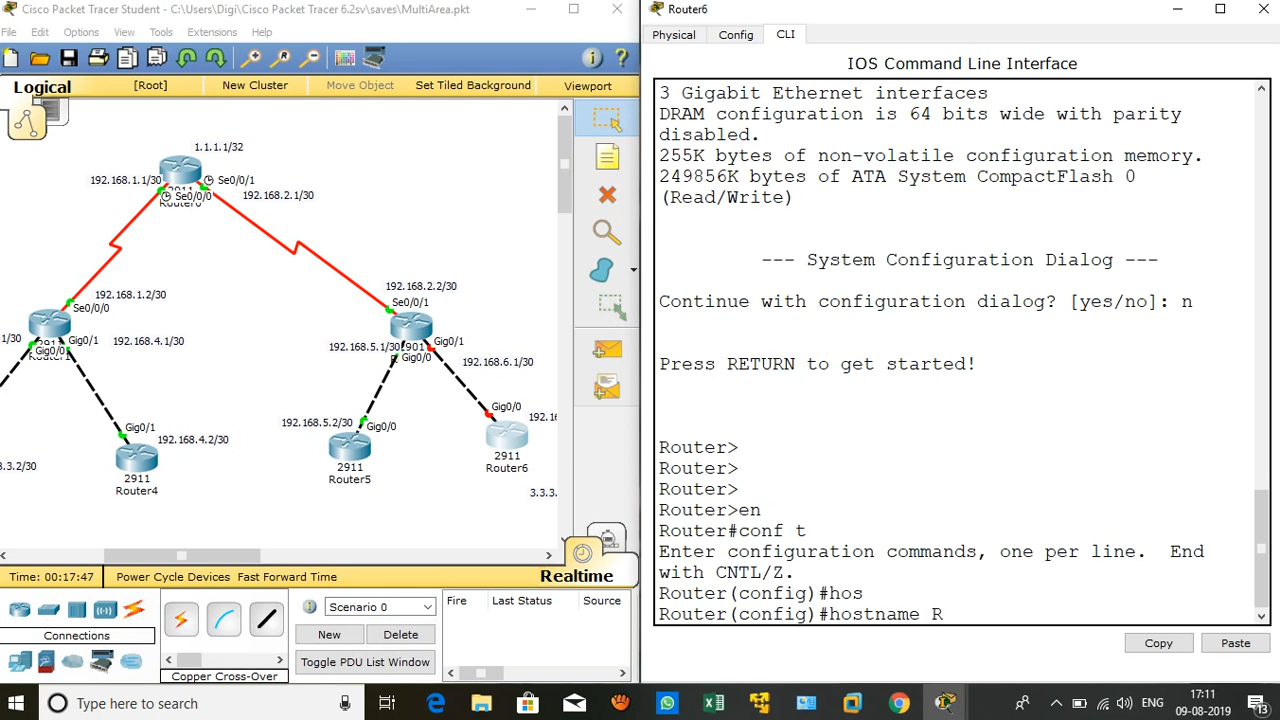 Cisco Packet Tracer Student - C:\Users\Digi\Cisco Packet Tracer 6.2sv\saves\MultiArea.pkt
File Edit Options View Tools Extensions Help
Logical
[Root]
New Cluster
Move Object
Set Tiled Background
Viewport
1.1.1.1/32
192.168.1.1/30
Se0/0/1
2911
Se0/0/0
Router0
192.168.2.1/30
192.168.1.2/30
Se0/0/0
192.168.2.2/30
Se0/0/1
1/30
Gig0/1
192.168.4.1/30
Gig0/0
192.168.5.1/30
Gig0/1
Gig0/0
192.168.6.1/30
Gig0/0
192.16
192.168.5.2/30
Gig0/0
Gig0/1
192.168.4.2/30
2911
Router4
2911
Router5
2911
Router6
.3.2/30
3.3.3.
Time: 00:17:47
Power Cycle Devices Fast Forward Time
Realtime
Connections
Copper Cross-Over
Scenario 0
New
Delete
Toggle PDU List Window
Fire
Last Status
Source
Router6
Physical
Config
CLI
IOS Command Line Interface
3 Gigabit Ethernet interfaces
DRAM configuration is 64 bits wide with parity
disabled.
255K bytes of non-volatile configuration memory.
249856K bytes of ATA System CompactFlash 0
(Read/Write)
--- System Configuration Dialog ---
Continue with configuration dialog? [yes/no]: n
Press RETURN to get started!
Router>
Router>
Router>
Router>en
Router#conf t
Enter configuration commands, one per line.  End
with CNTL/Z.
Router(config)#hos
Router(config)#hostname R
Copy
Paste
Type here to search
ENG
17:11
09-08-2019
13